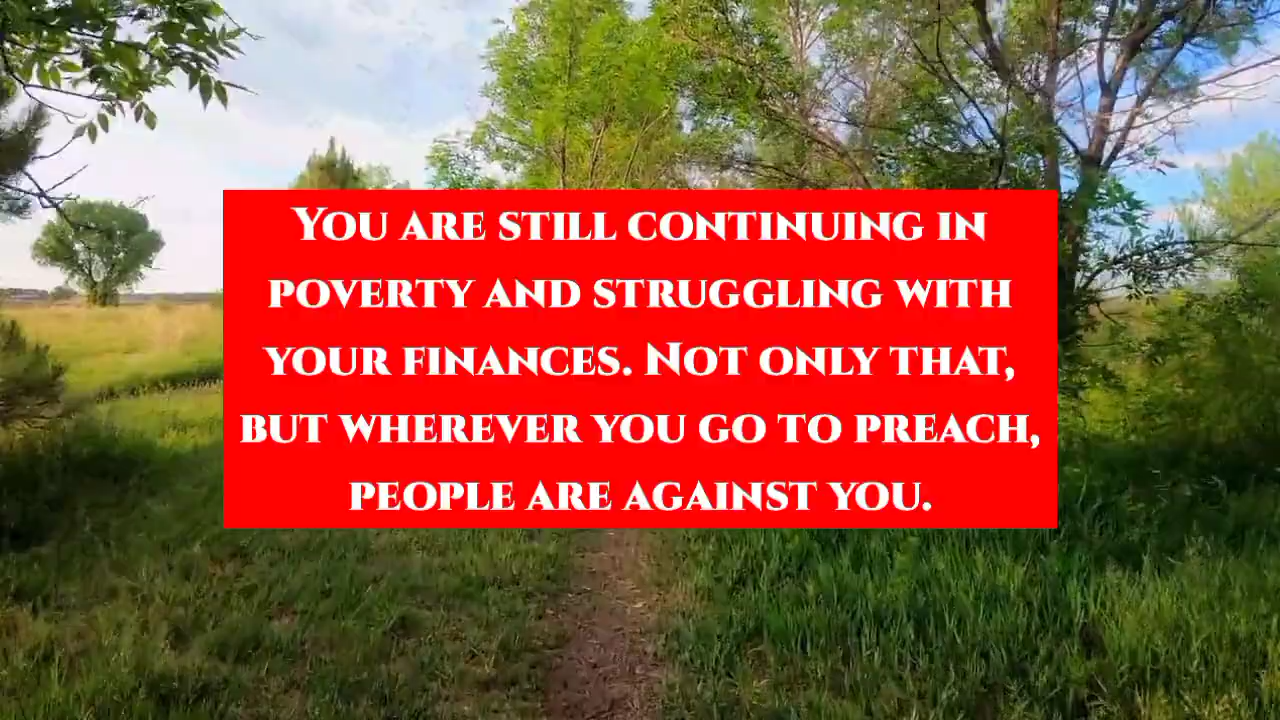 You are still continuing in
poverty and struggling with
your finances. Not only that,
but wherever you go to preach,
people are against you.